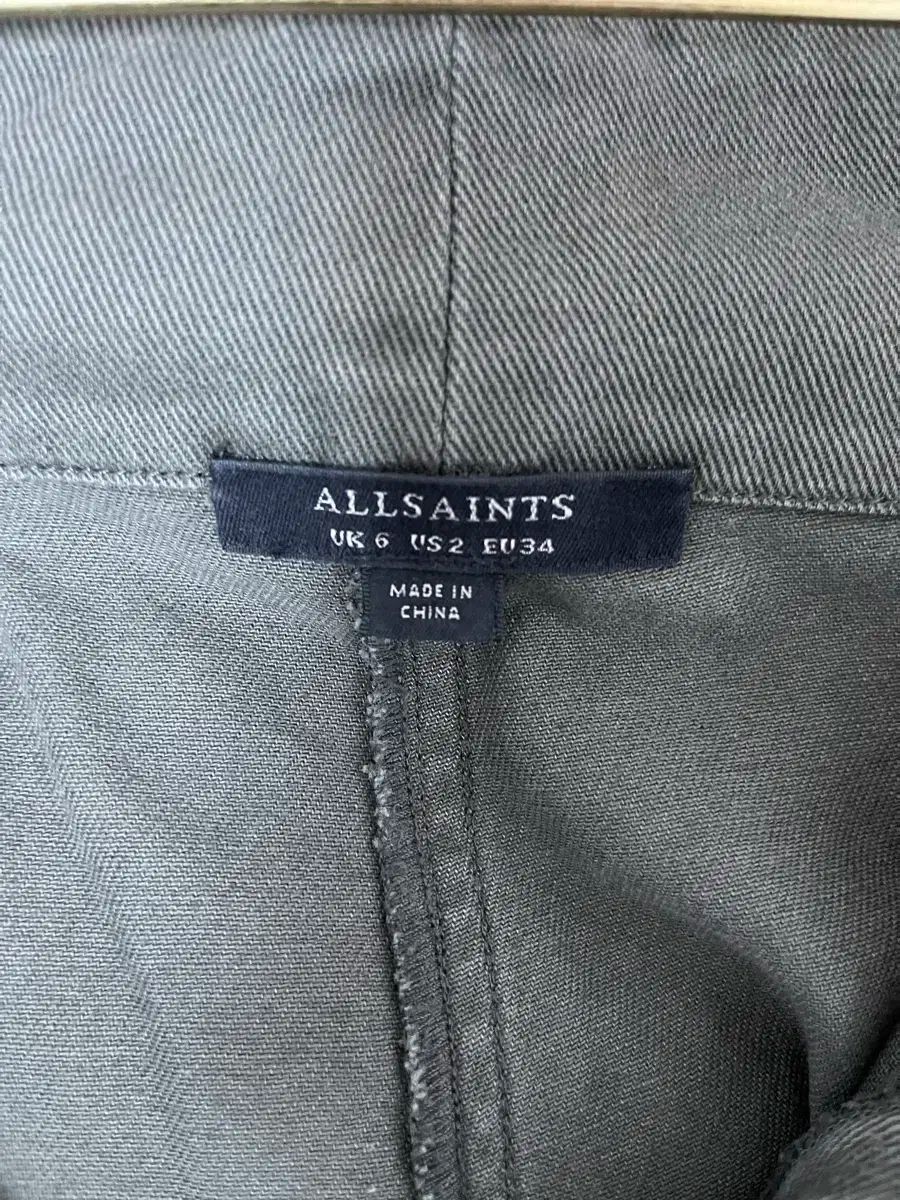 ALLSAINTS
UK 6 US 2 EU 34
MADE IN
CHINA